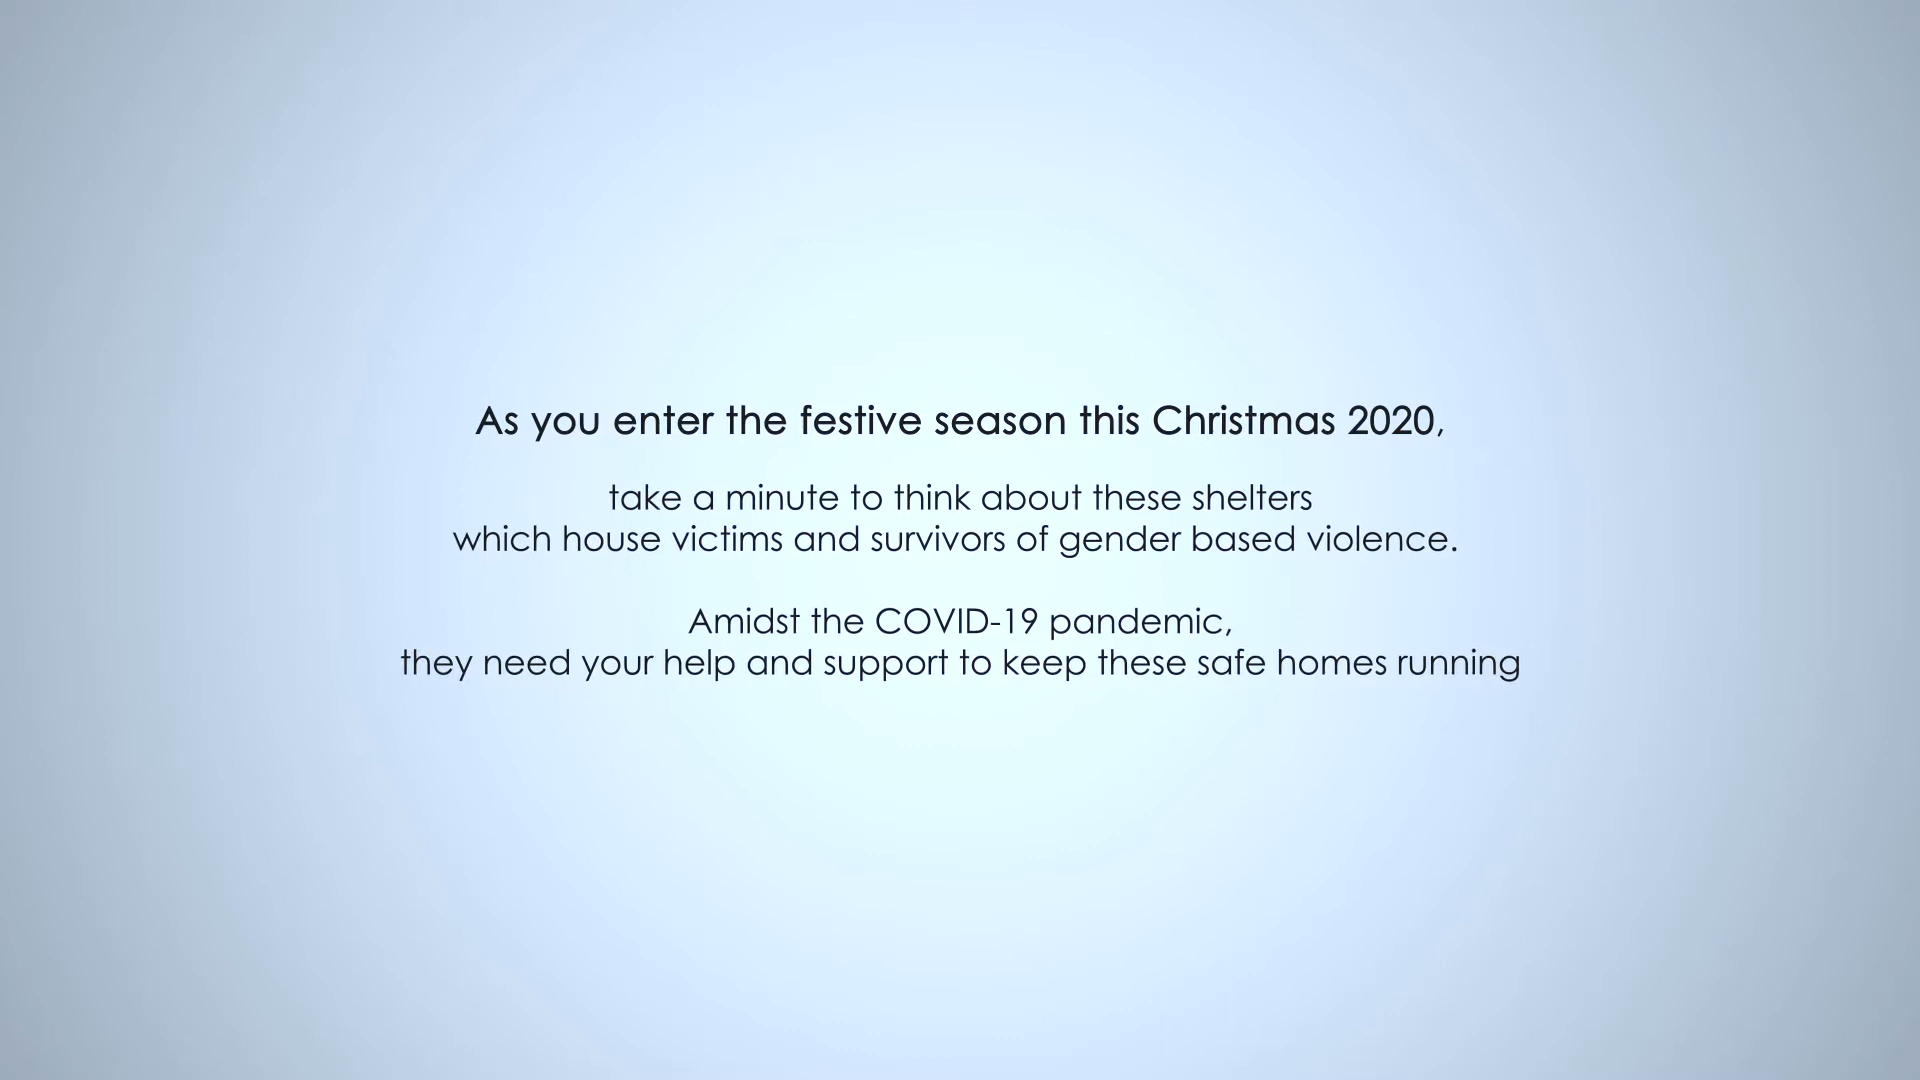 As you enter the festive season this Christmas 2020,
take a minute to think about these shelters
which house victims and survivors of gender based violence.
Amidst the COVID-19 pandemic,
they need your help and support to keep these safe homes running